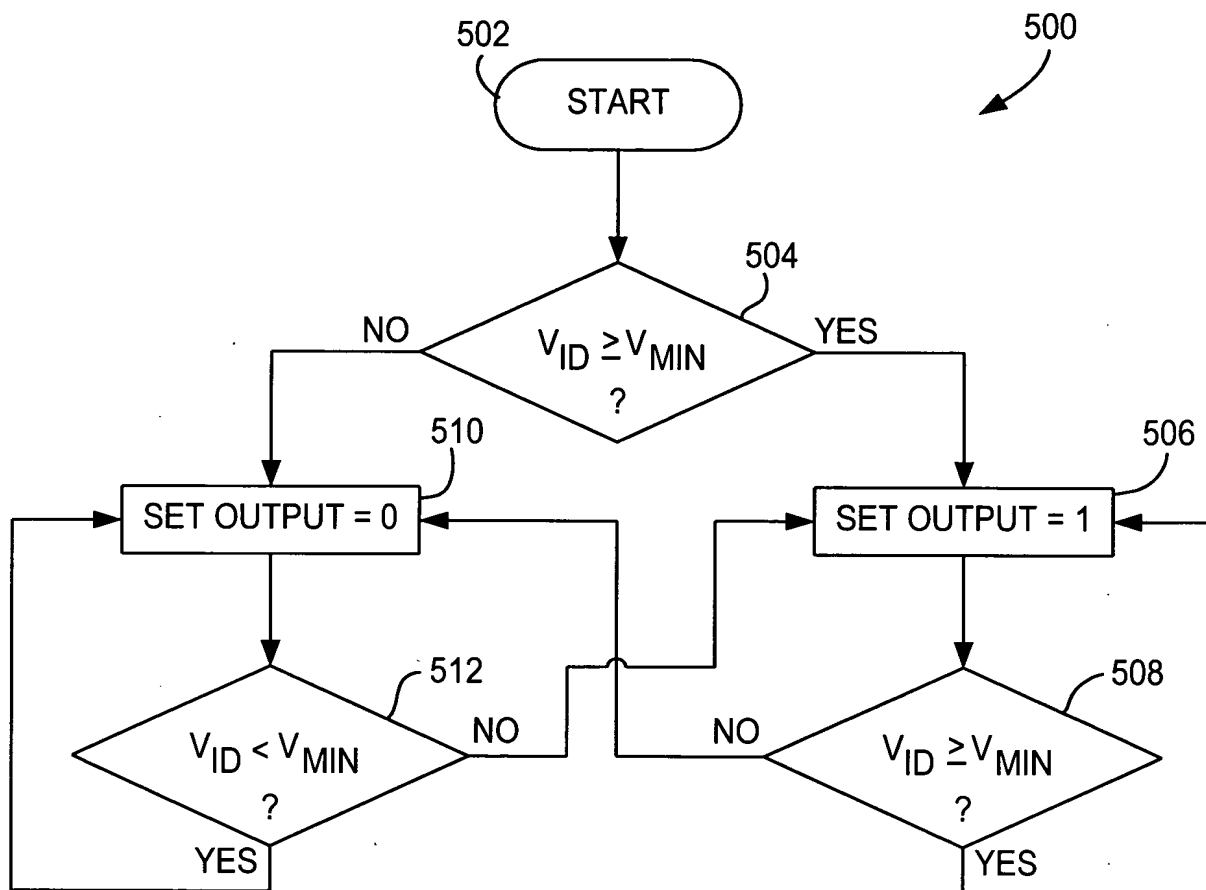 502
500
START
504
NO
YES
V_ID ≥ V_MIN
?
510
506
SET OUTPUT = 0
SET OUTPUT = 1
512
508
NO
NO
V_ID < V_MIN
V_ID ≥ V_MIN
?
?
YES
YES